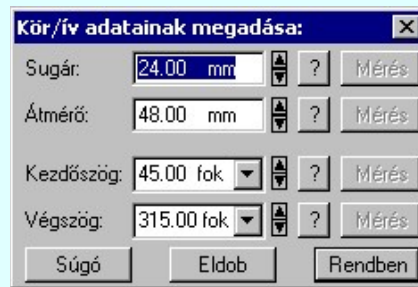 Kör/ív adatainak megadása:
Sugár: 24.00 mm ? Mérés
Átmérő: 48.00 mm ? Mérés
Kezdőszög: 45.00 fok ? Mérés
Végszög: 315.00 fok ? Mérés
Súgó Eldob Rendben